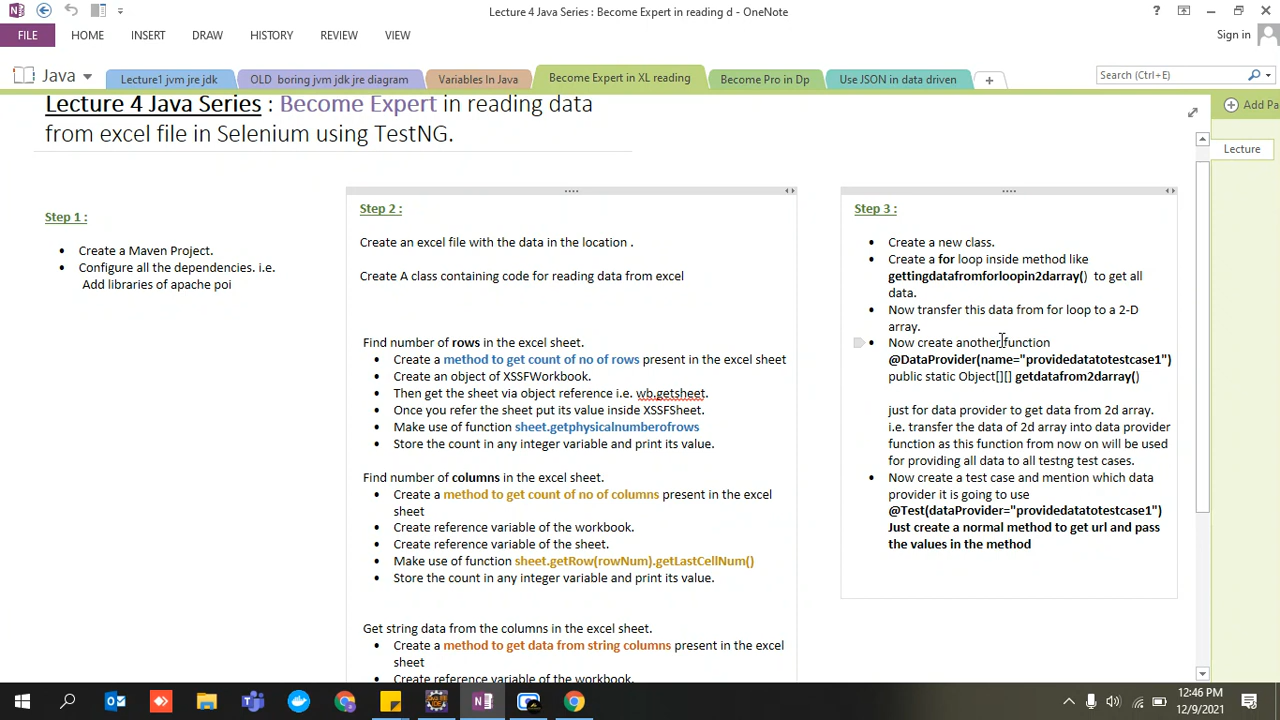 Lecture 4 Java Series : Become Expert in reading d - OneNote
?
FILE
HOME
INSERT
DRAW
HISTORY
REVIEW
VIEW
Sign in
Java
Lecture1 jvm jre jdk
OLD boring jvm jdk jre diagram
Variables In Java
Become Expert in XL reading
Become Pro in Dp
Use JSON in data driven
+
Search (Ctrl+E)
Add Pa
Lecture
Lecture 4 Java Series : Become Expert in reading data
from excel file in Selenium using TestNG.
Step 1 :
• Create a Maven Project.
• Configure all the dependencies. i.e.
Add libraries of apache poi
Step 2 :
Create an excel file with the data in the location .
Create A class containing code for reading data from excel
Find number of rows in the excel sheet.
• Create a method to get count of no of rows present in the excel sheet
• Create an object of XSSFWorkbook.
• Then get the sheet via object reference i.e. wb.getsheet.
• Once you refer the sheet put its value inside XSSFSheet.
• Make use of function sheet.getphysicalnumberofrows
• Store the count in any integer variable and print its value.
Find number of columns in the excel sheet.
• Create a method to get count of no of columns present in the excel
sheet
• Create reference variable of the workbook.
• Create reference variable of the sheet.
• Make use of function sheet.getRow(rowNum).getLastCellNum()
• Store the count in any integer variable and print its value.
Get string data from the columns in the excel sheet.
• Create a method to get data from string columns present in the excel
sheet
• Create reference variable of the workbook.
Step 3 :
• Create a new class.
• Create a for loop inside method like
gettingdatafromforloopin2darray() to get all
data.
• Now transfer this data from for loop to a 2-D
array.
• Now create another function
@DataProvider(name="providedatatotestcase1")
public static Object[][] getdatafrom2darray()
just for data provider to get data from 2d array.
i.e. transfer the data of 2d array into data provider
function as this function from now on will be used
for providing all data to all testng test cases.
• Now create a test case and mention which data
provider it is going to use
@Test(dataProvider="providedatatotestcase1")
Just create a normal method to get url and pass
the values in the method
12:46 PM
12/9/2021